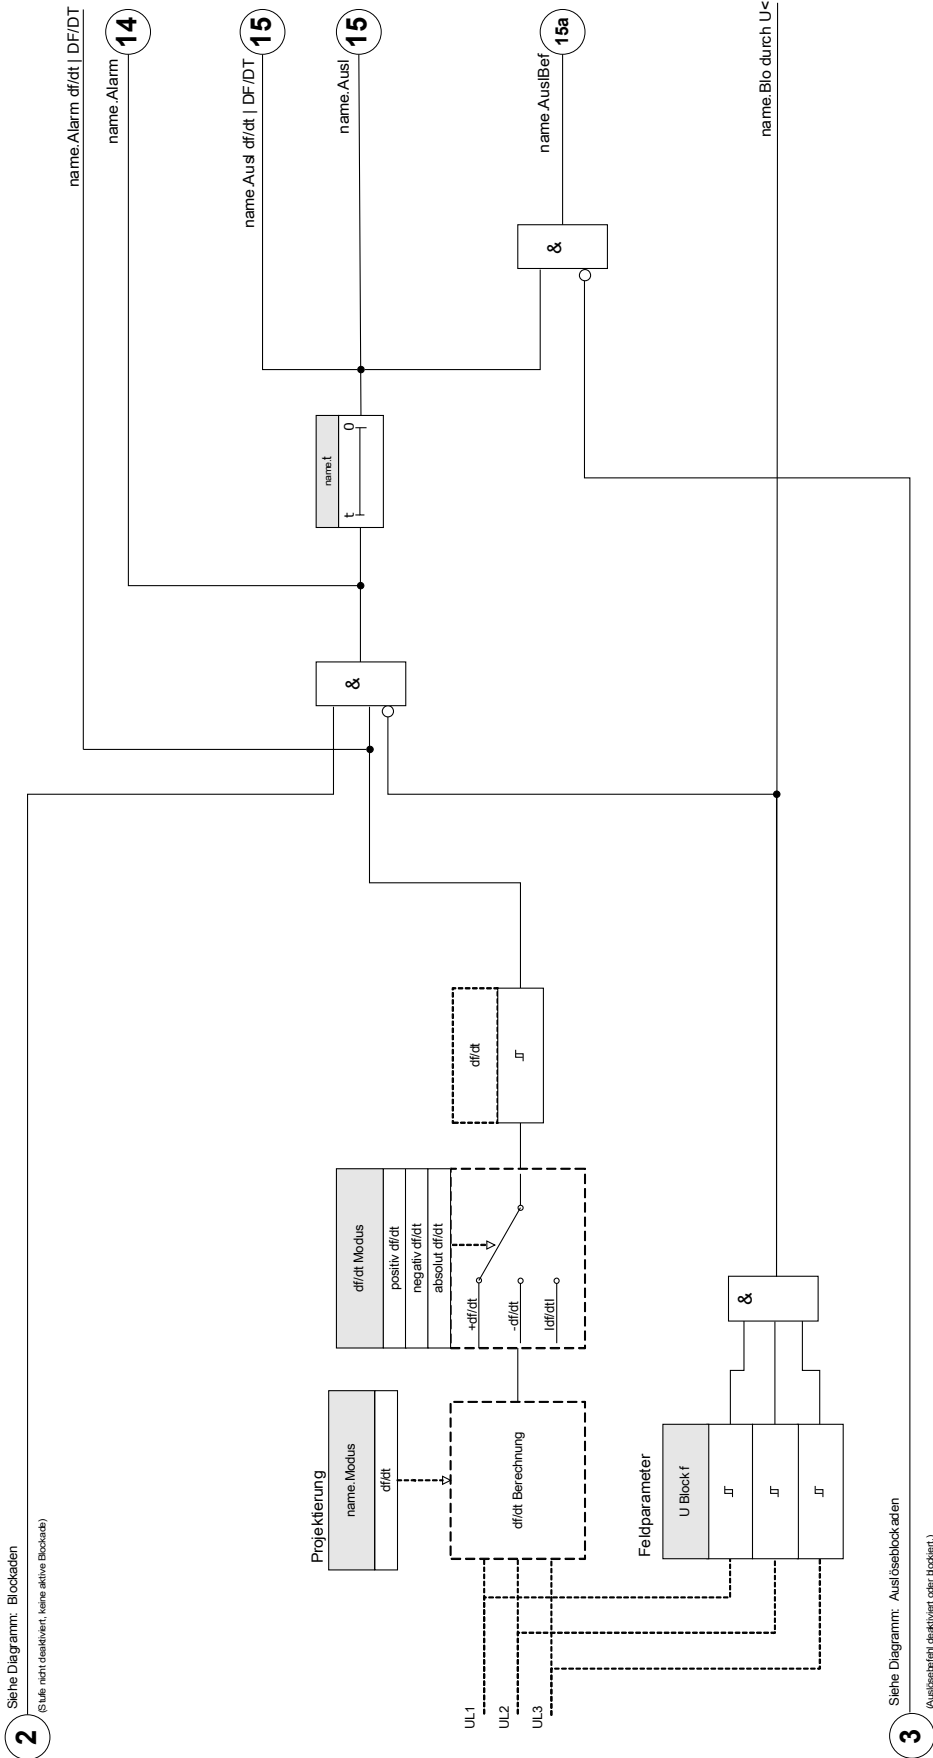 2
Siehe Diagramm: Blockaden
(Stufe nicht deaktiviert, keine aktive Blockade)
name.Alarm df/dt | DF/DT
name.Alarm
14
name.Ausl df/dt | DF/DT
15
name.Ausl
15
name.AuslBef
15a
name.Blo durch U<
Projektierung
name.Modus
df/dt
df/dt Berechnung
df/dt Modus
positiv df/dt
negativ df/dt
absolut df/dt
+df/dt
-df/dt
|df/dt|
df/dt
&
name.t
t
0
&
UL1
UL2
UL3
Feldparameter
U Block f
&
3
Siehe Diagramm: Auslöseblockaden
(Auslösebefehl deaktiviert oder blockiert.)